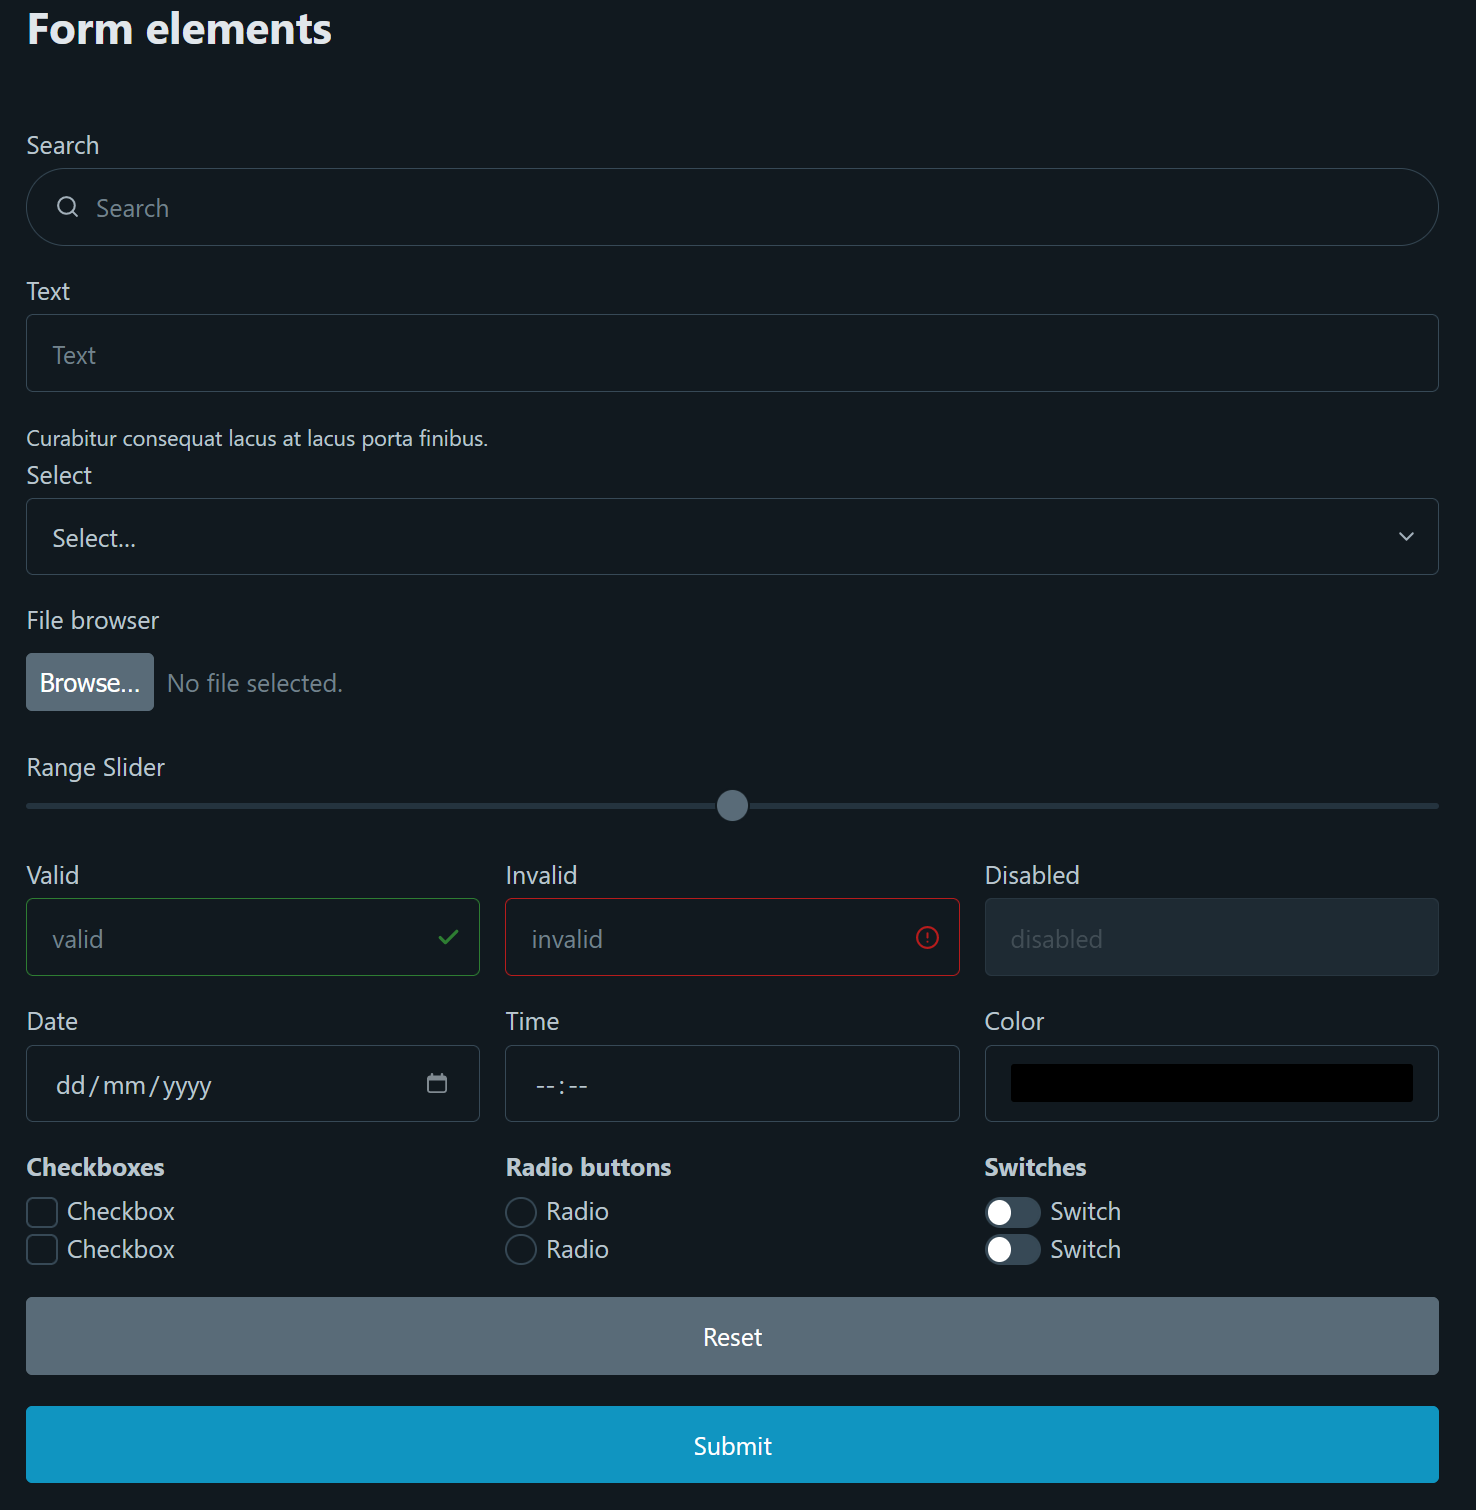 Form elements
Search
Search
Text
Text
Curabitur consequat lacus at lacus porta finibus.
Select
Select...
File browser
Browse... No file selected.
Range Slider
Valid Invalid Disabled
valid invalid disabled
Date Time Color
dd/mm/yyyy --:--
Checkboxes Radio buttons Switches
Checkbox Radio Switch
Checkbox Radio Switch
Reset
Submit